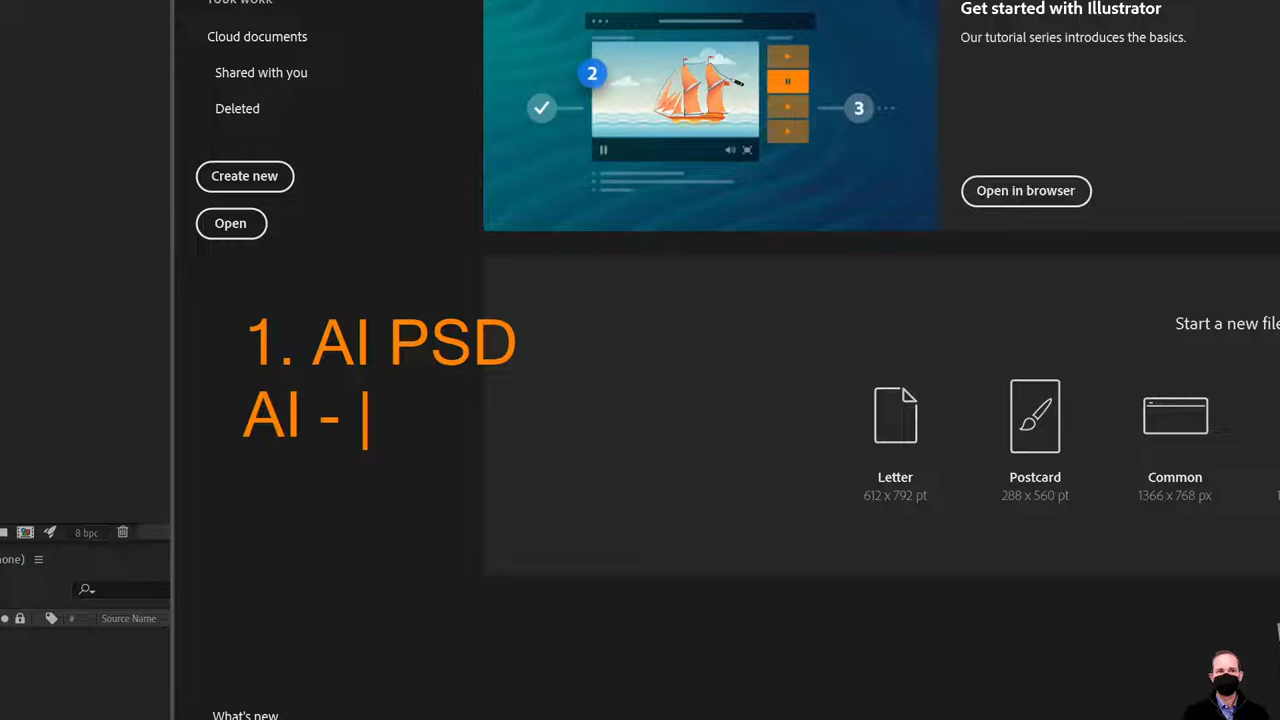 Cloud documents
Shared with you
Deleted
Create new
Open
2
3
Get started with Illustrator
Our tutorial series introduces the basics.
Open in browser
1. AI PSD
AI - |
Start a new file
Letter
612 x 792 pt
Postcard
288 x 560 pt
Common
1366 x 768 px
8 bpc
one)
#
Source Name
What's new